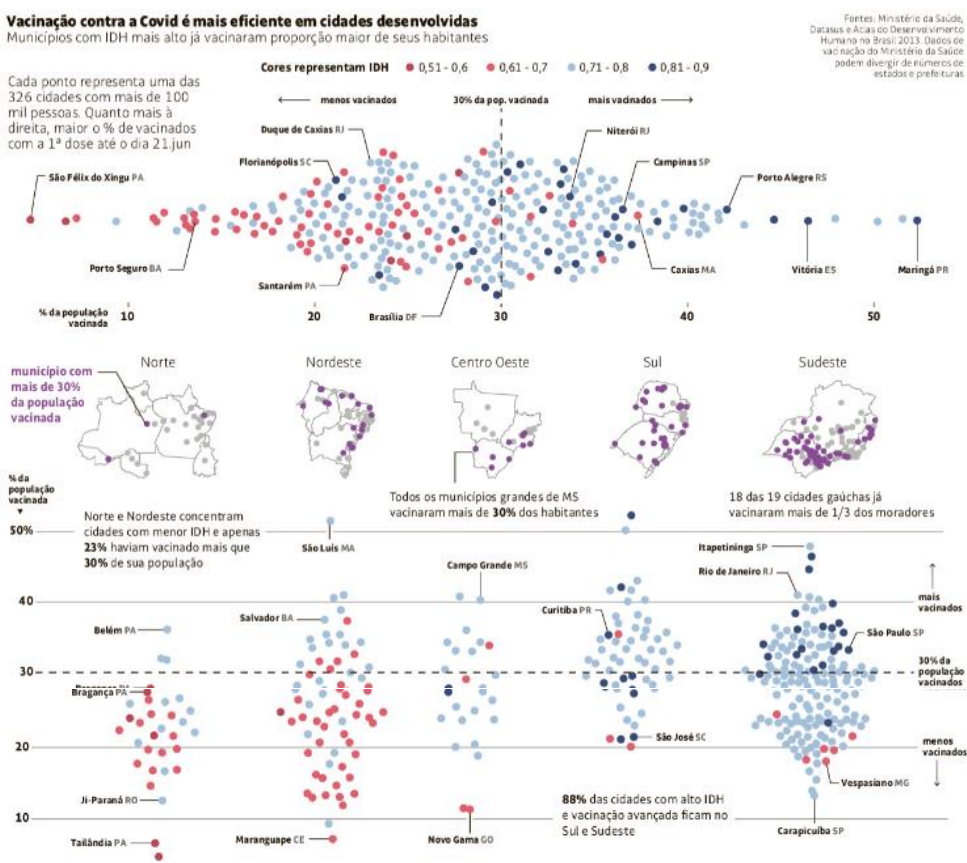 Vacinação contra a Covid é mais eficiente em cidades desenvolvidas
Municípios com IDH mais alto já vacinaram proporção maior de seus habitantes
Fontes: Ministério da Saúde,
Datasus e Atlas do Desenvolvimento
Humano no Brasil 2013. Dados de
vacinação do Ministério da Saúde
podem divergir de números de
estados e prefeituras
Cores representam IDH 0,51 - 0,6 0,61 - 0,7 0,71 - 0,8 0,81 - 0,9
Cada ponto representa uma das
326 cidades com mais de 100
mil pessoas. Quanto mais à
direita, maior o % de vacinados
com a 1ª dose até o dia 21.jun
menos vacinados 30% da pop. vacinada mais vacinados
Duque de Caxias RJ
Niterói RJ
Florianópolis SC
Campinas SP
São Félix do Xingu PA
Porto Alegre RS
Porto Seguro BA
Caxias MA
Vitória ES
Maringá PR
Santarém PA
Brasília DF
% da população
vacinada
10 20 30 40 50
Norte Nordeste Centro Oeste Sul Sudeste
município com
mais de 30%
da população
vacinada
% da
população
vacinada
Todos os municípios grandes de MS
vacinaram mais de 30% dos habitantes
18 das 19 cidades gaúchas já
vacinaram mais de 1/3 dos moradores
Norte e Nordeste concentram
cidades com menor IDH e apenas
23% haviam vacinado mais que
30% de sua população
50%
São Luis MA
Itapetininga SP
Campo Grande MS
Rio de Janeiro RJ
mais
vacinados
40
Curitiba PR
Salvador BA
Belém PA
São Paulo SP
30
30% da
população
vacinados
Bragança PA
20
São José SC
menos
vacinados
Vespasiano MG
Ji-Paraná RO
88% das cidades com alto IDH
e vacinação avançada ficam no
Sul e Sudeste
10
Carapicuíba SP
Tailândia PA
Maranguape CE
Novo Gama GO